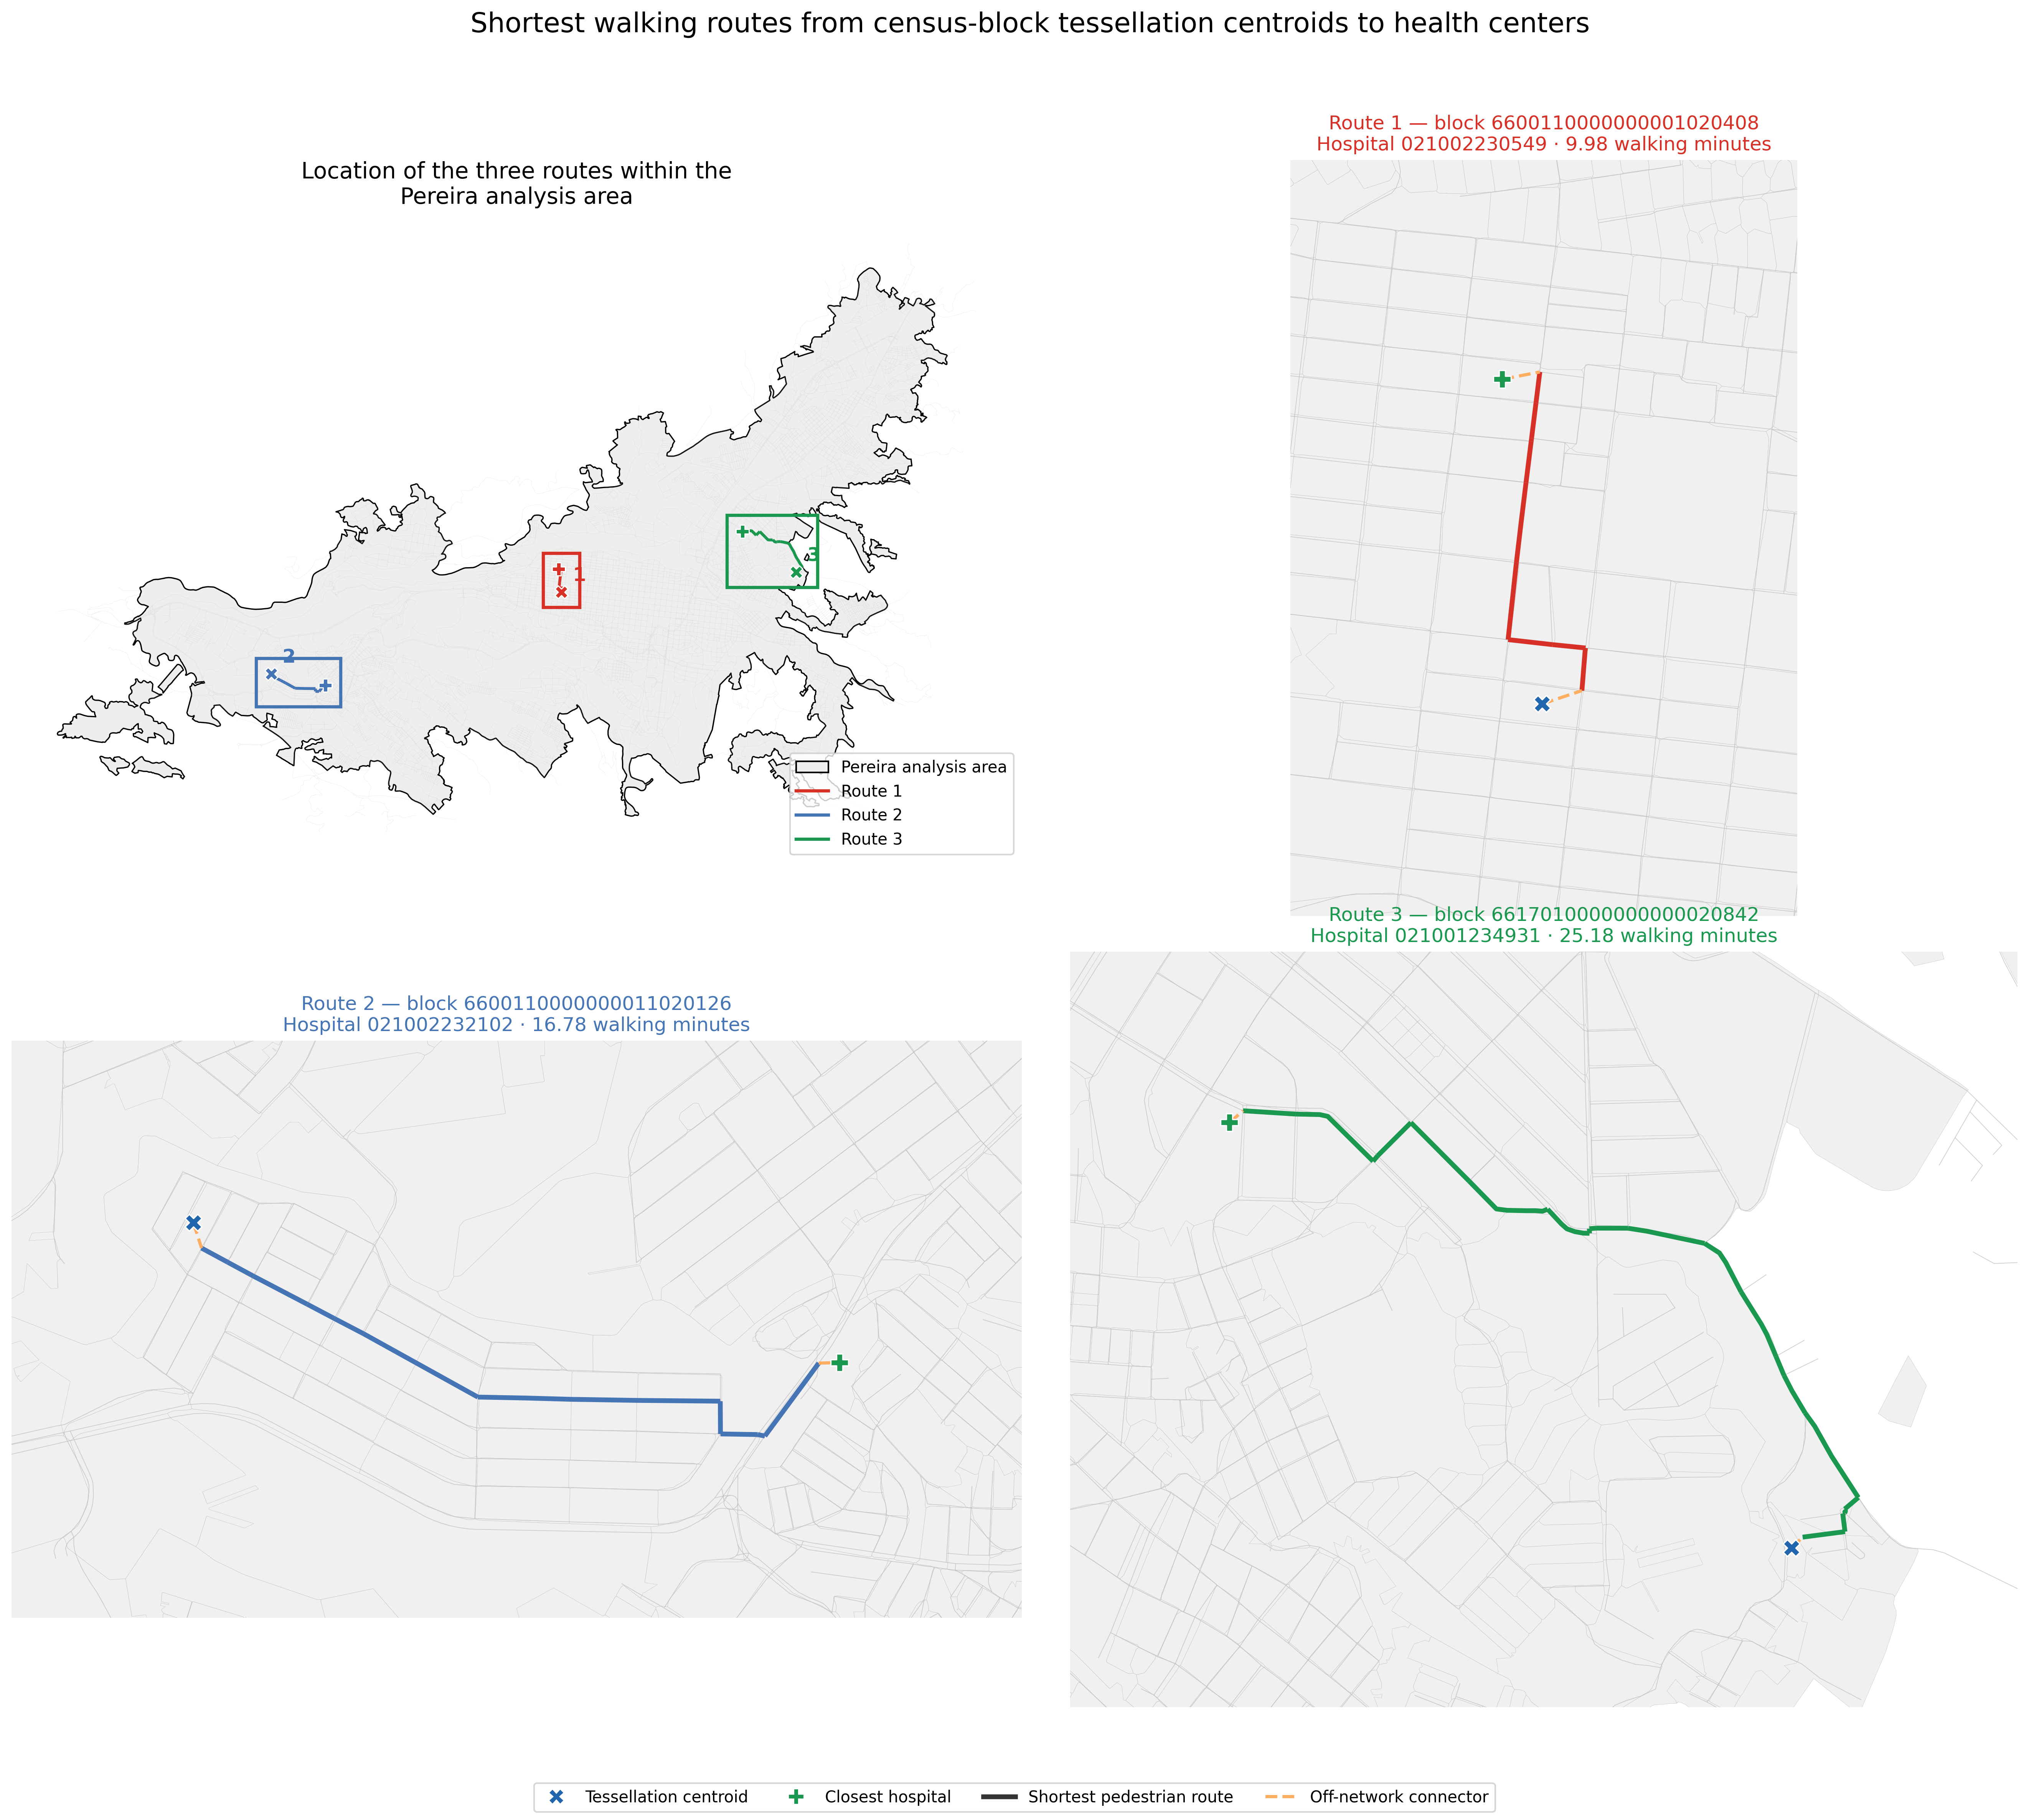 Shortest walking routes from census-block tessellation centroids to health centers
Location of the three routes within the
Pereira analysis area
1
2
3
Pereira analysis area
Route 1
Route 2
Route 3
Route 1 — block 6600110000000001020408
Hospital 021002230549 · 9.98 walking minutes
Route 2 — block 6600110000000011020126
Hospital 021002232102 · 16.78 walking minutes
Route 3 — block 6617010000000000020842
Hospital 021001234931 · 25.18 walking minutes
Tessellation centroid
Closest hospital
Shortest pedestrian route
Off-network connector